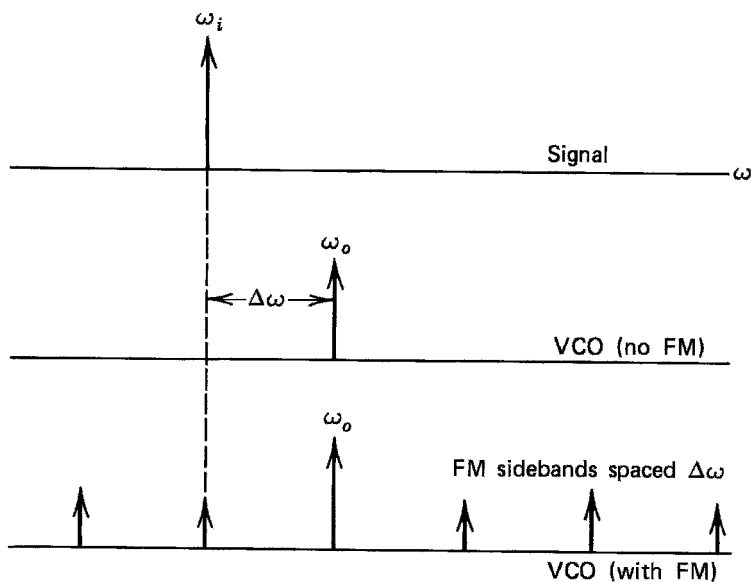 ωi
Signal
ω
ωo
Δω
VCO (no FM)
ωo
FM sidebands spaced Δω
VCO (with FM)